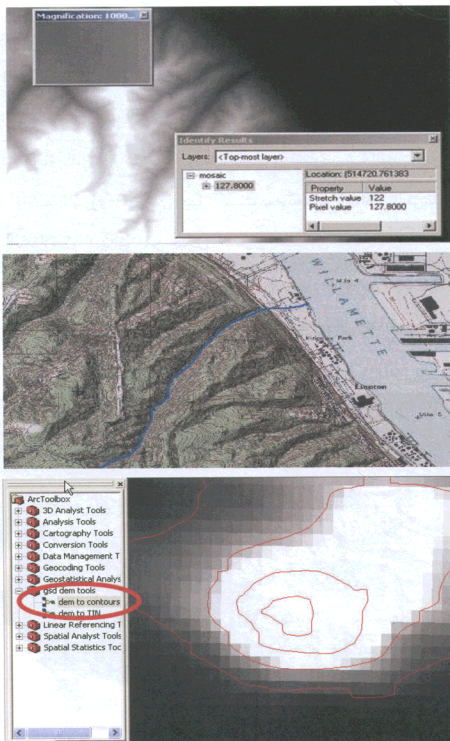 Magnification: 1000...
Identify Results
Layers: <Top-most layer>
mosaic
127.8000
Location: (514720.761383
Property Value
Stretch value 122
Pixel value 127.8000
WILLAMETTE
Park
Linnton
ArcToolbox
3D Analyst Tools
Analysis Tools
Cartography Tools
Conversion Tools
Data Management T
Geocoding Tools
Geostatistical Analys
gsd dem tools
dem to contours
dem to TIN
Linear Referencing T
Spatial Analyst Tools
Spatial Statistics Toc